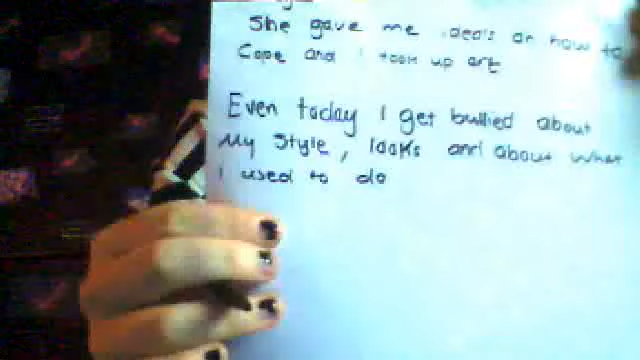 She gave me idea's on how to
Cope and I took up art
Even today I get bullied about
My Style, looks and about what
I used to do